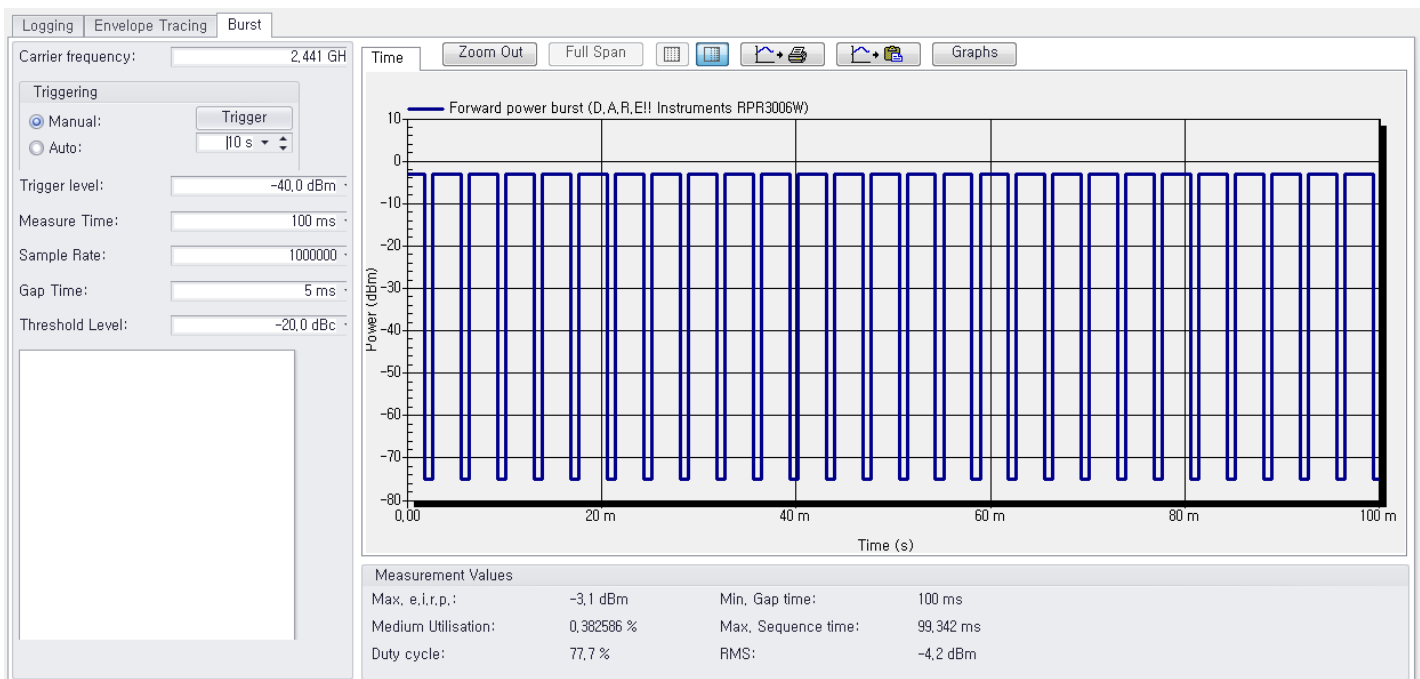 Logging Envelope Tracing Burst
Carrier frequency: 2,441 GH
Triggering
Manual: Trigger
Auto: 10 s
Trigger level: -40,0 dBm
Measure Time: 100 ms
Sample Rate: 1000000
Gap Time: 5 ms
Threshold Level: -20,0 dBc
Time Zoom Out Full Span Graphs
Forward power burst (D,A,R,E!! Instruments RPR3006W)
10
0
-10
-20
-30
-40
-50
-60
-70
-80
Power (dBm)
0,00 20 m 40 m 60 m 80 m 100 m
Time (s)
Measurement Values
Max, e,i,r,p,: -3,1 dBm Min, Gap time: 100 ms
Medium Utilisation: 0,382586 % Max, Sequence time: 99,342 ms
Duty cycle: 77,7 % RMS: -4,2 dBm